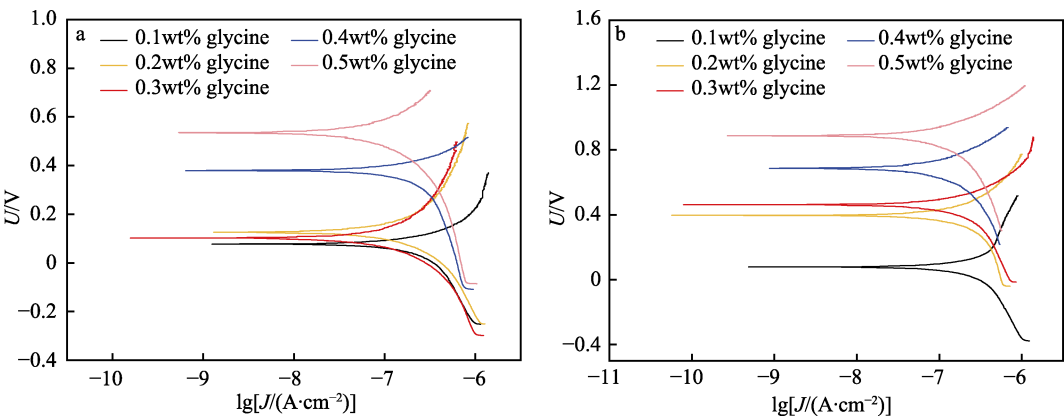 a
0.1wt% glycine
0.4wt% glycine
0.2wt% glycine
0.5wt% glycine
0.3wt% glycine
1.0
0.8
0.6
0.4
0.2
0
−0.2
−0.4
U/V
−10
−9
−8
−7
−6
lg[J/(A·cm⁻²)]
b
0.1wt% glycine
0.4wt% glycine
0.2wt% glycine
0.5wt% glycine
0.3wt% glycine
1.6
1.2
0.8
0.4
0
−0.4
U/V
−11
−10
−9
−8
−7
−6
lg[J/(A·cm⁻²)]